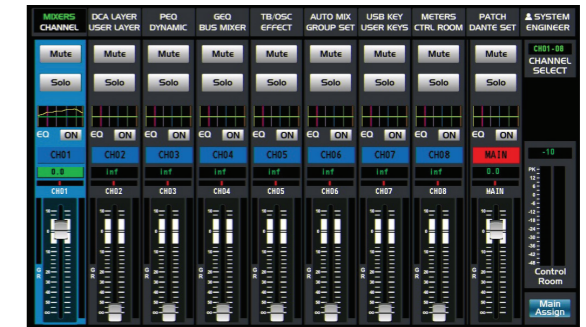 MIXERS DCA LAYER PEQ GEQ TB/OSC AUTO MIX USB KEY METERS PATCH SYSTEM
CHANNEL USER LAYER DYNAMIC BUS MIXER EFFECT GROUP SET USER KEYS CTRL ROOM DANTE SET ENGINEER
Mute Mute Mute Mute Mute Mute Mute Mute Mute
CH01-08
CHANNEL
SELECT
Solo Solo Solo Solo Solo Solo Solo Solo Solo
EQ ON EQ ON EQ ON EQ ON EQ ON EQ ON EQ ON EQ ON EQ ON
CH01 CH02 CH03 CH04 CH05 CH06 CH07 CH08 MAIN
-10
0.0 inf inf inf inf inf inf inf 0.0
CH01 CH02 CH03 CH04 CH05 CH06 CH07 CH08 MAIN
Control
Room
Main
Assign